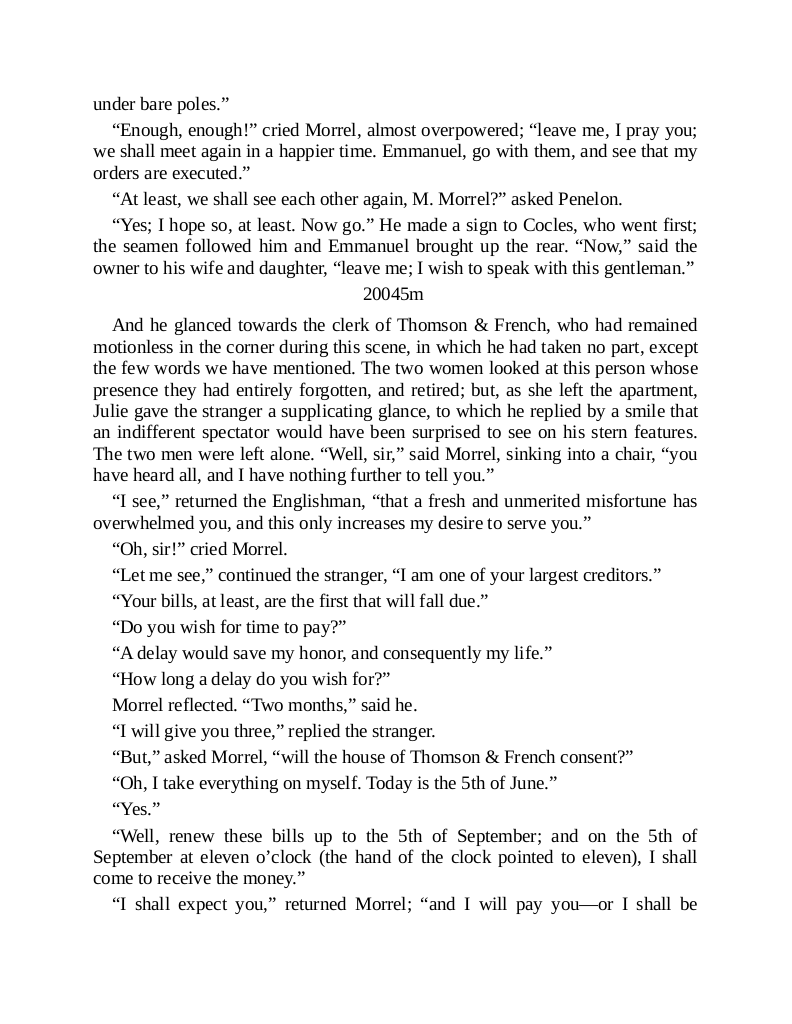 under bare poles.”
“Enough, enough!” cried Morrel, almost overpowered; “leave me, I pray you;
we shall meet again in a happier time. Emmanuel, go with them, and see that my
orders are executed.”
“At least, we shall see each other again, M. Morrel?” asked Penelon.
“Yes; I hope so, at least. Now go.” He made a sign to Cocles, who went first;
the seamen followed him and Emmanuel brought up the rear. “Now,” said the
owner to his wife and daughter, “leave me; I wish to speak with this gentleman.”
20045m
And he glanced towards the clerk of Thomson & French, who had remained
motionless in the corner during this scene, in which he had taken no part, except
the few words we have mentioned. The two women looked at this person whose
presence they had entirely forgotten, and retired; but, as she left the apartment,
Julie gave the stranger a supplicating glance, to which he replied by a smile that
an indifferent spectator would have been surprised to see on his stern features.
The two men were left alone. “Well, sir,” said Morrel, sinking into a chair, “you
have heard all, and I have nothing further to tell you.”
“I see,” returned the Englishman, “that a fresh and unmerited misfortune has
overwhelmed you, and this only increases my desire to serve you.”
“Oh, sir!” cried Morrel.
“Let me see,” continued the stranger, “I am one of your largest creditors.”
“Your bills, at least, are the first that will fall due.”
“Do you wish for time to pay?”
“A delay would save my honor, and consequently my life.”
“How long a delay do you wish for?”
Morrel reflected. “Two months,” said he.
“I will give you three,” replied the stranger.
“But,” asked Morrel, “will the house of Thomson & French consent?”
“Oh, I take everything on myself. Today is the 5th of June.”
“Yes.”
“Well, renew these bills up to the 5th of September; and on the 5th of
September at eleven o’clock (the hand of the clock pointed to eleven), I shall
come to receive the money.”
“I shall expect you,” returned Morrel; “and I will pay you—or I shall be